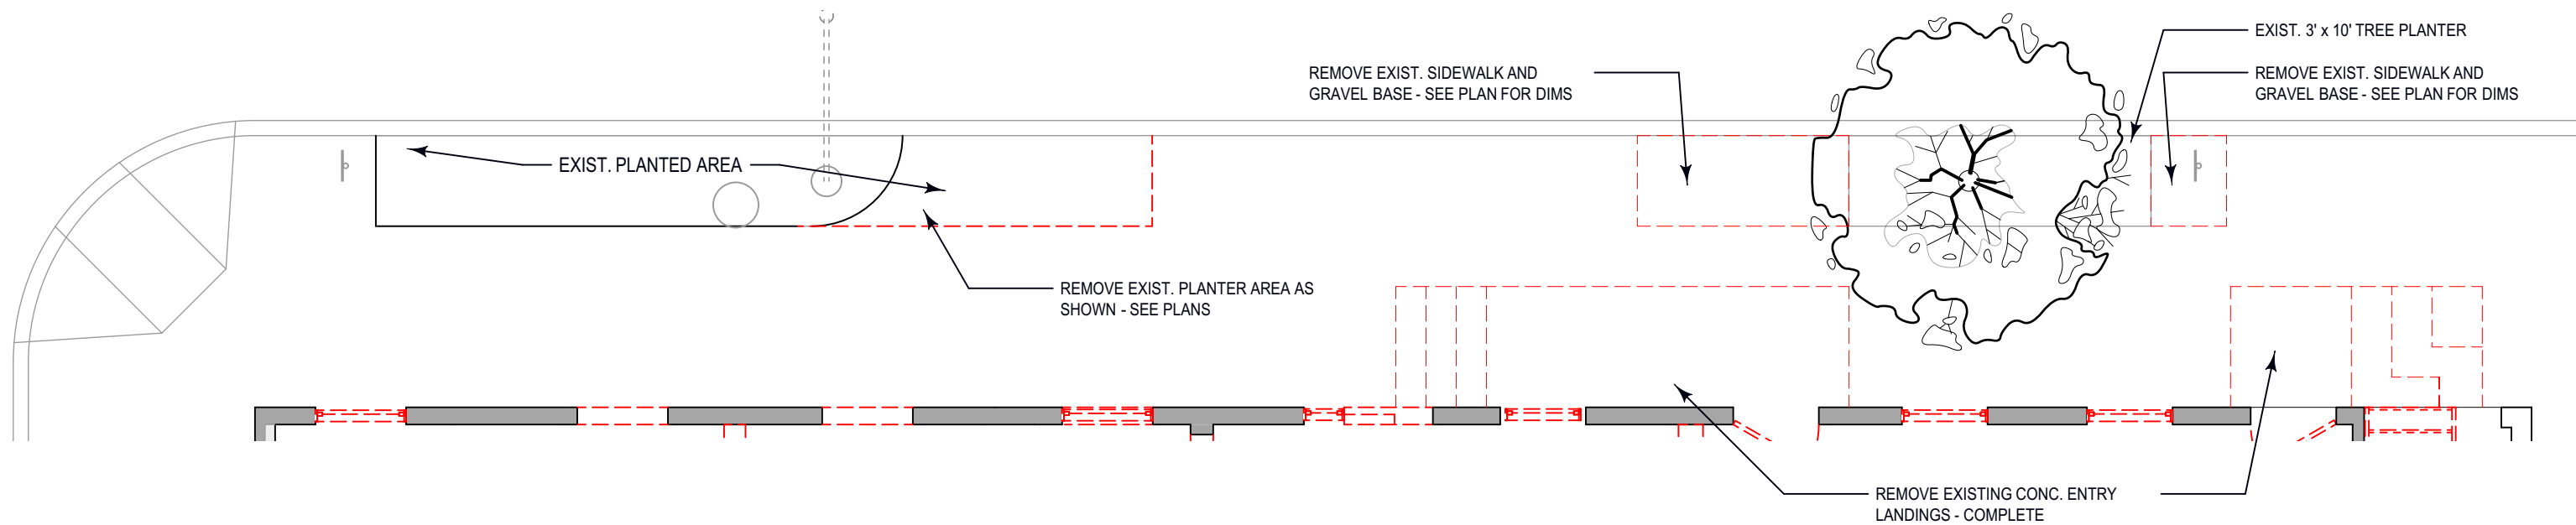 EXIST. 3' x 10' TREE PLANTER
REMOVE EXIST. SIDEWALK AND
GRAVEL BASE - SEE PLAN FOR DIMS
REMOVE EXIST. SIDEWALK AND
GRAVEL BASE - SEE PLAN FOR DIMS
EXIST. PLANTED AREA
REMOVE EXIST. PLANTER AREA AS
SHOWN - SEE PLANS
REMOVE EXISTING CONC. ENTRY
LANDINGS - COMPLETE